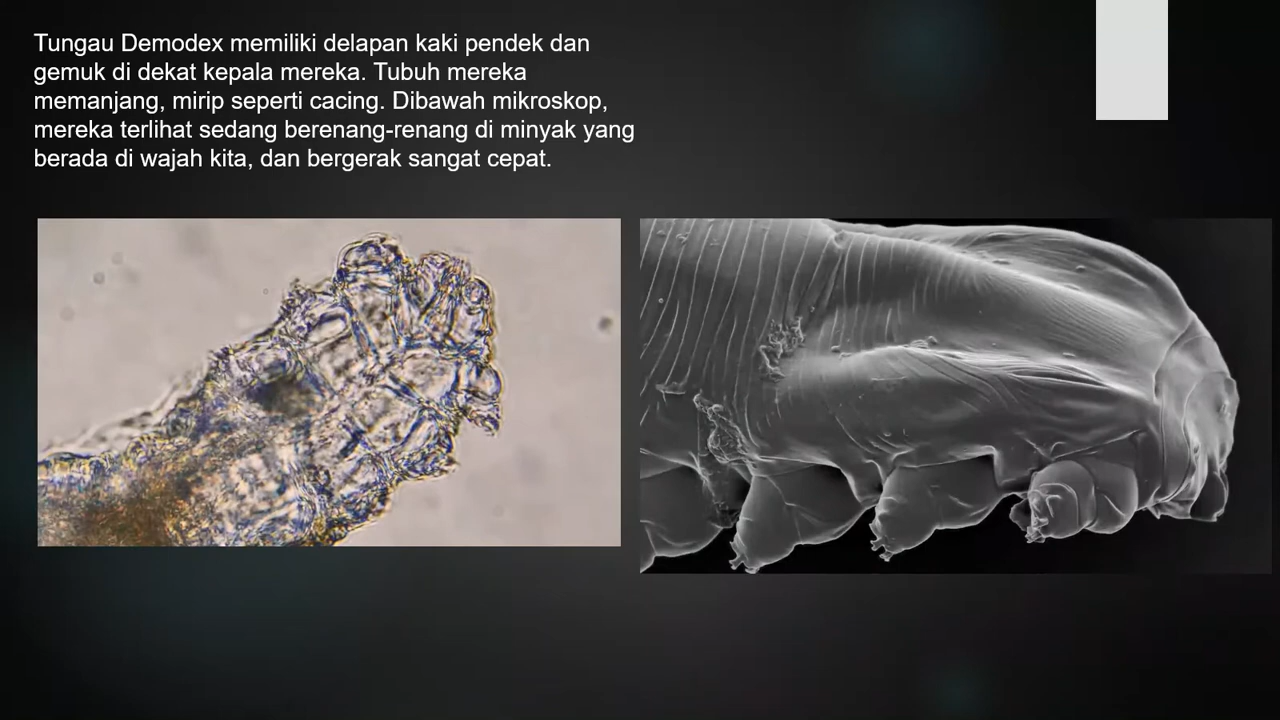 Tungau Demodex memiliki delapan kaki pendek dan
gemuk di dekat kepala mereka. Tubuh mereka
memanjang, mirip seperti cacing. Dibawah mikroskop,
mereka terlihat sedang berenang-renang di minyak yang
berada di wajah kita, dan bergerak sangat cepat.